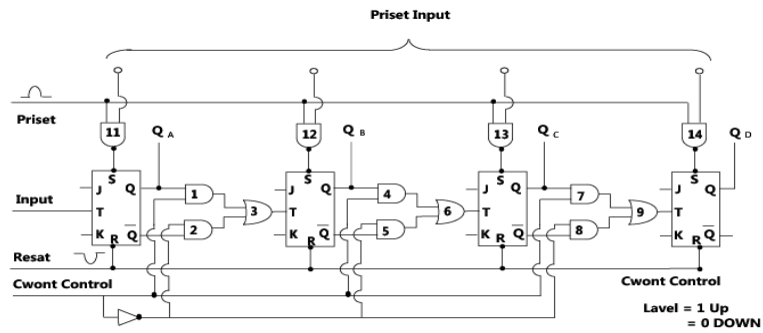 Priset Input
Priset
11
12
13
14
Q A
Q B
Q C
Q D
S
S
S
S
J Q
J Q
J Q
J Q
1
4
7
Input
T
3
T
6
T
9
T
K R Q̅
2
K R Q̅
5
K R Q̅
8
K R Q̅
Resat
Cwont Control
Cwont Control
Lavel = 1 Up
= 0 DOWN